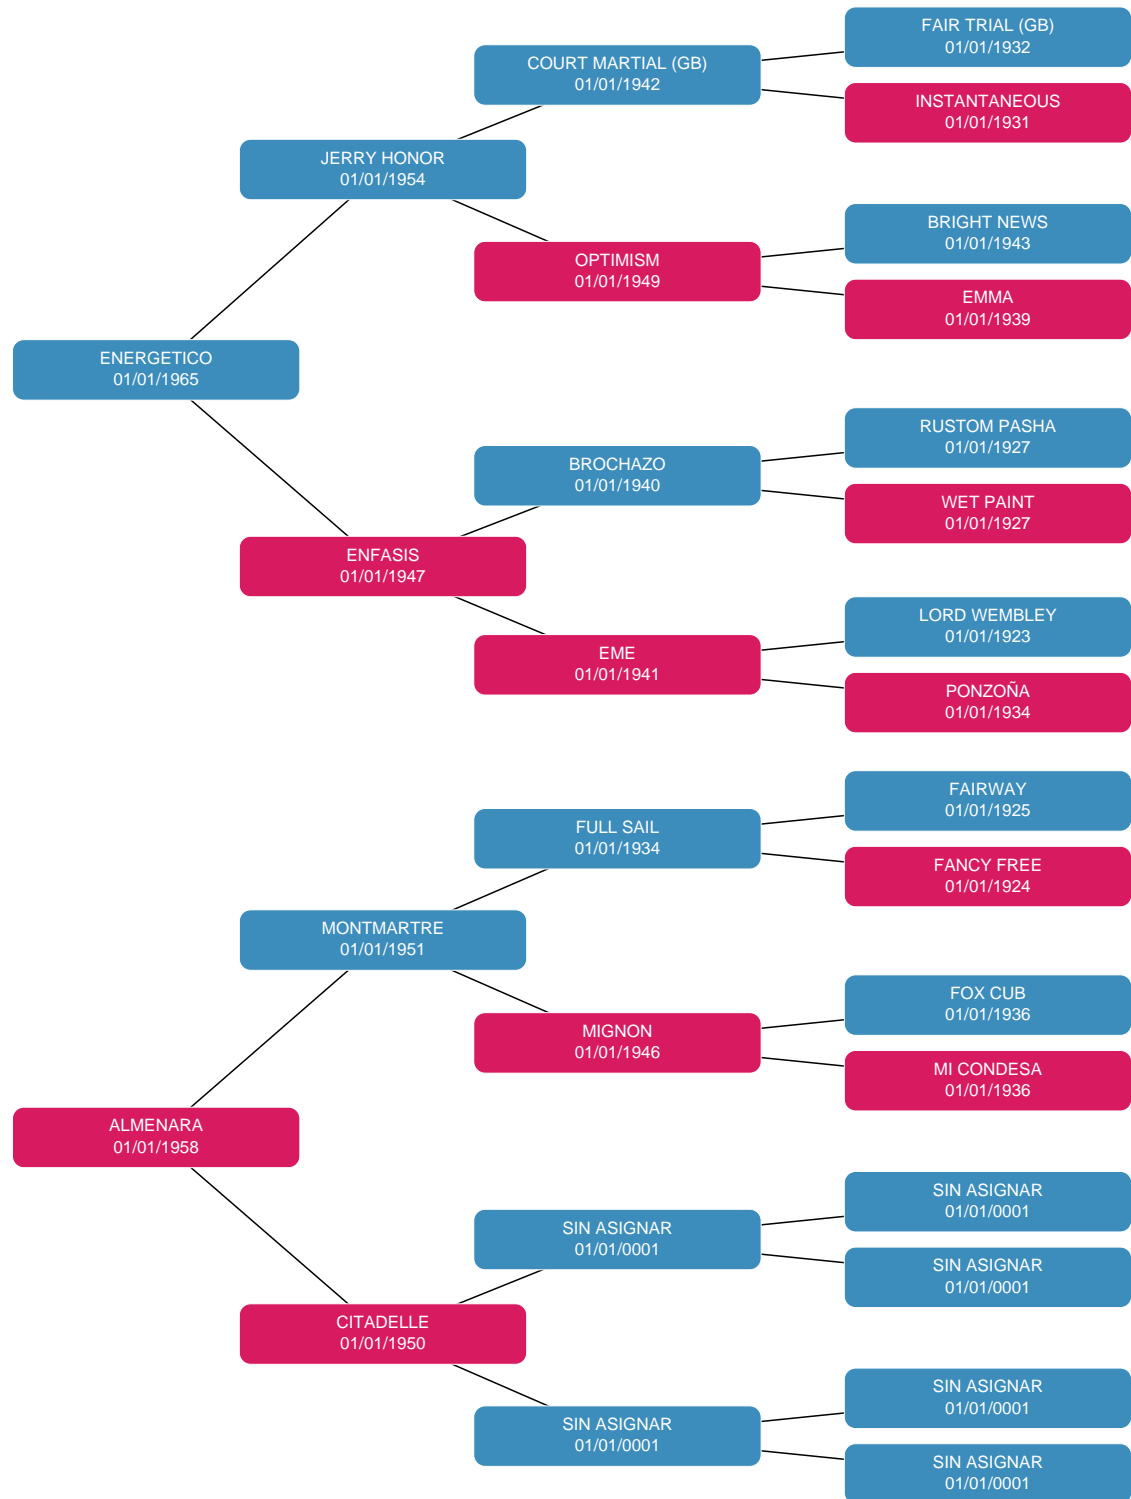 FAIR TRIAL (GB)
01/01/1932
COURT MARTIAL (GB)
01/01/1942
INSTANTANEOUS
01/01/1931
JERRY HONOR
01/01/1954
BRIGHT NEWS
01/01/1943
OPTIMISM
01/01/1949
EMMA
01/01/1939
ENERGETICO
01/01/1965
RUSTOM PASHA
01/01/1927
BROCHAZO
01/01/1940
WET PAINT
01/01/1927
ENFASIS
01/01/1947
LORD WEMBLEY
01/01/1923
EME
01/01/1941
PONZOÑA
01/01/1934
FAIRWAY
01/01/1925
FULL SAIL
01/01/1934
FANCY FREE
01/01/1924
MONTMARTRE
01/01/1951
FOX CUB
01/01/1936
MIGNON
01/01/1946
MI CONDESA
01/01/1936
ALMENARA
01/01/1958
SIN ASIGNAR
01/01/0001
SIN ASIGNAR
01/01/0001
SIN ASIGNAR
01/01/0001
CITADELLE
01/01/1950
SIN ASIGNAR
01/01/0001
SIN ASIGNAR
01/01/0001
SIN ASIGNAR
01/01/0001